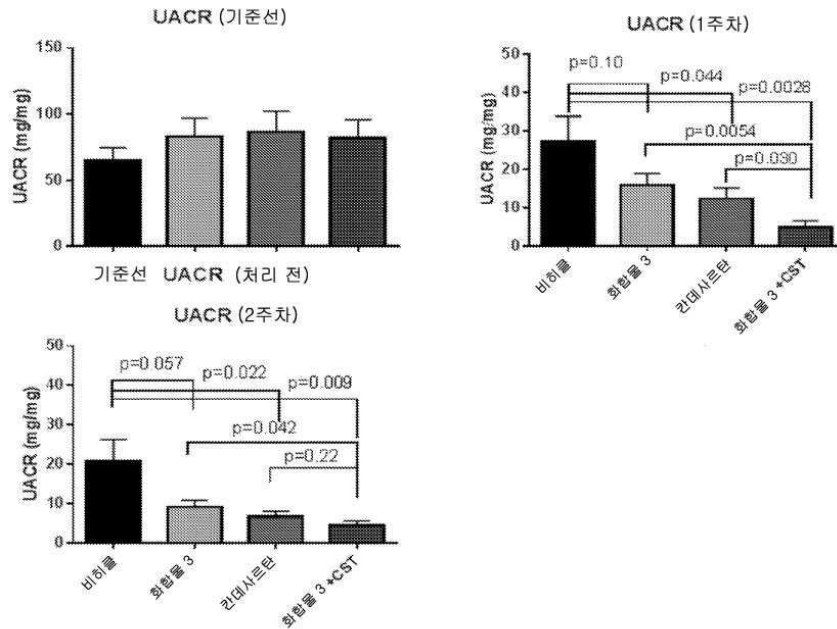 UACR (기준선)
UACR (mg/mg)
150
100
50
0
기준선 UACR (처리 전)
UACR (1주차)
UACR (mg/mg)
50
40
30
20
10
0
p=0.10
p=0.044
p=0.0028
p=0.0054
p=0.030
비히클
화합물 3
칸데사르탄
화합물 3 +CST
UACR (2주차)
UACR (mg/mg)
50
40
30
20
10
0
p=0.057
p=0.022
p=0.009
p=0.042
p=0.22
비히클
화합물 3
칸데사르탄
화합물 3 +CST